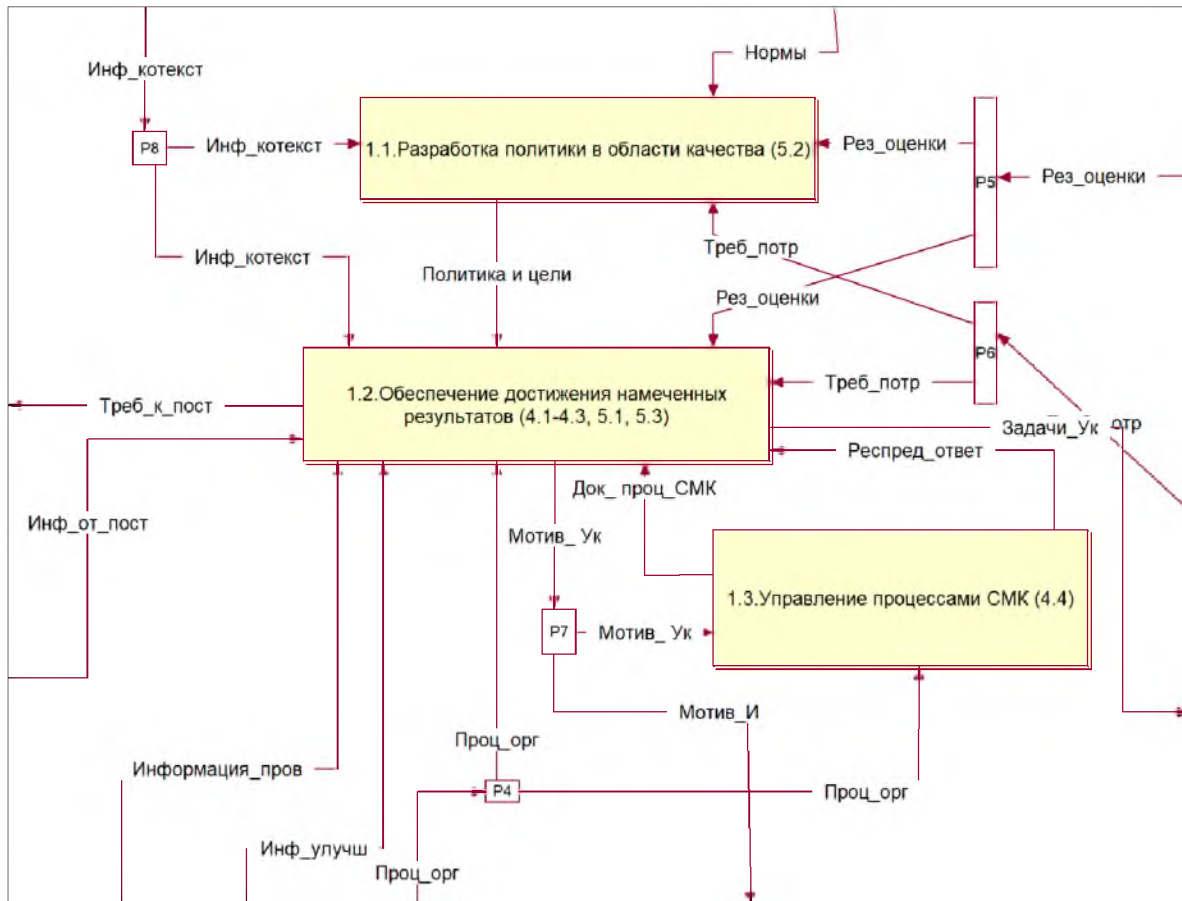 Нормы
Инф_котекст
P8
Инф_котекст
1.1.Разработка политики в области качества (5.2)
Рез_оценки
P5
Рез_оценки
Треб_потр
Инф_котекст
Политика и цели
Рез_оценки
P6
1.2.Обеспечение достижения намеченных
результатов (4.1-4.3, 5.1, 5.3)
Треб_потр
Треб_к_пост
Задачи_Ук
отр
Респред_ответ
Док_ проц_СМК
Инф_от_пост
Мотив_ Ук
1.3.Управление процессами СМК (4.4)
P7
Мотив_ Ук
Мотив_И
Проц_орг
Информация_пров
P4
Проц_орг
Инф_улучш
Проц_орг